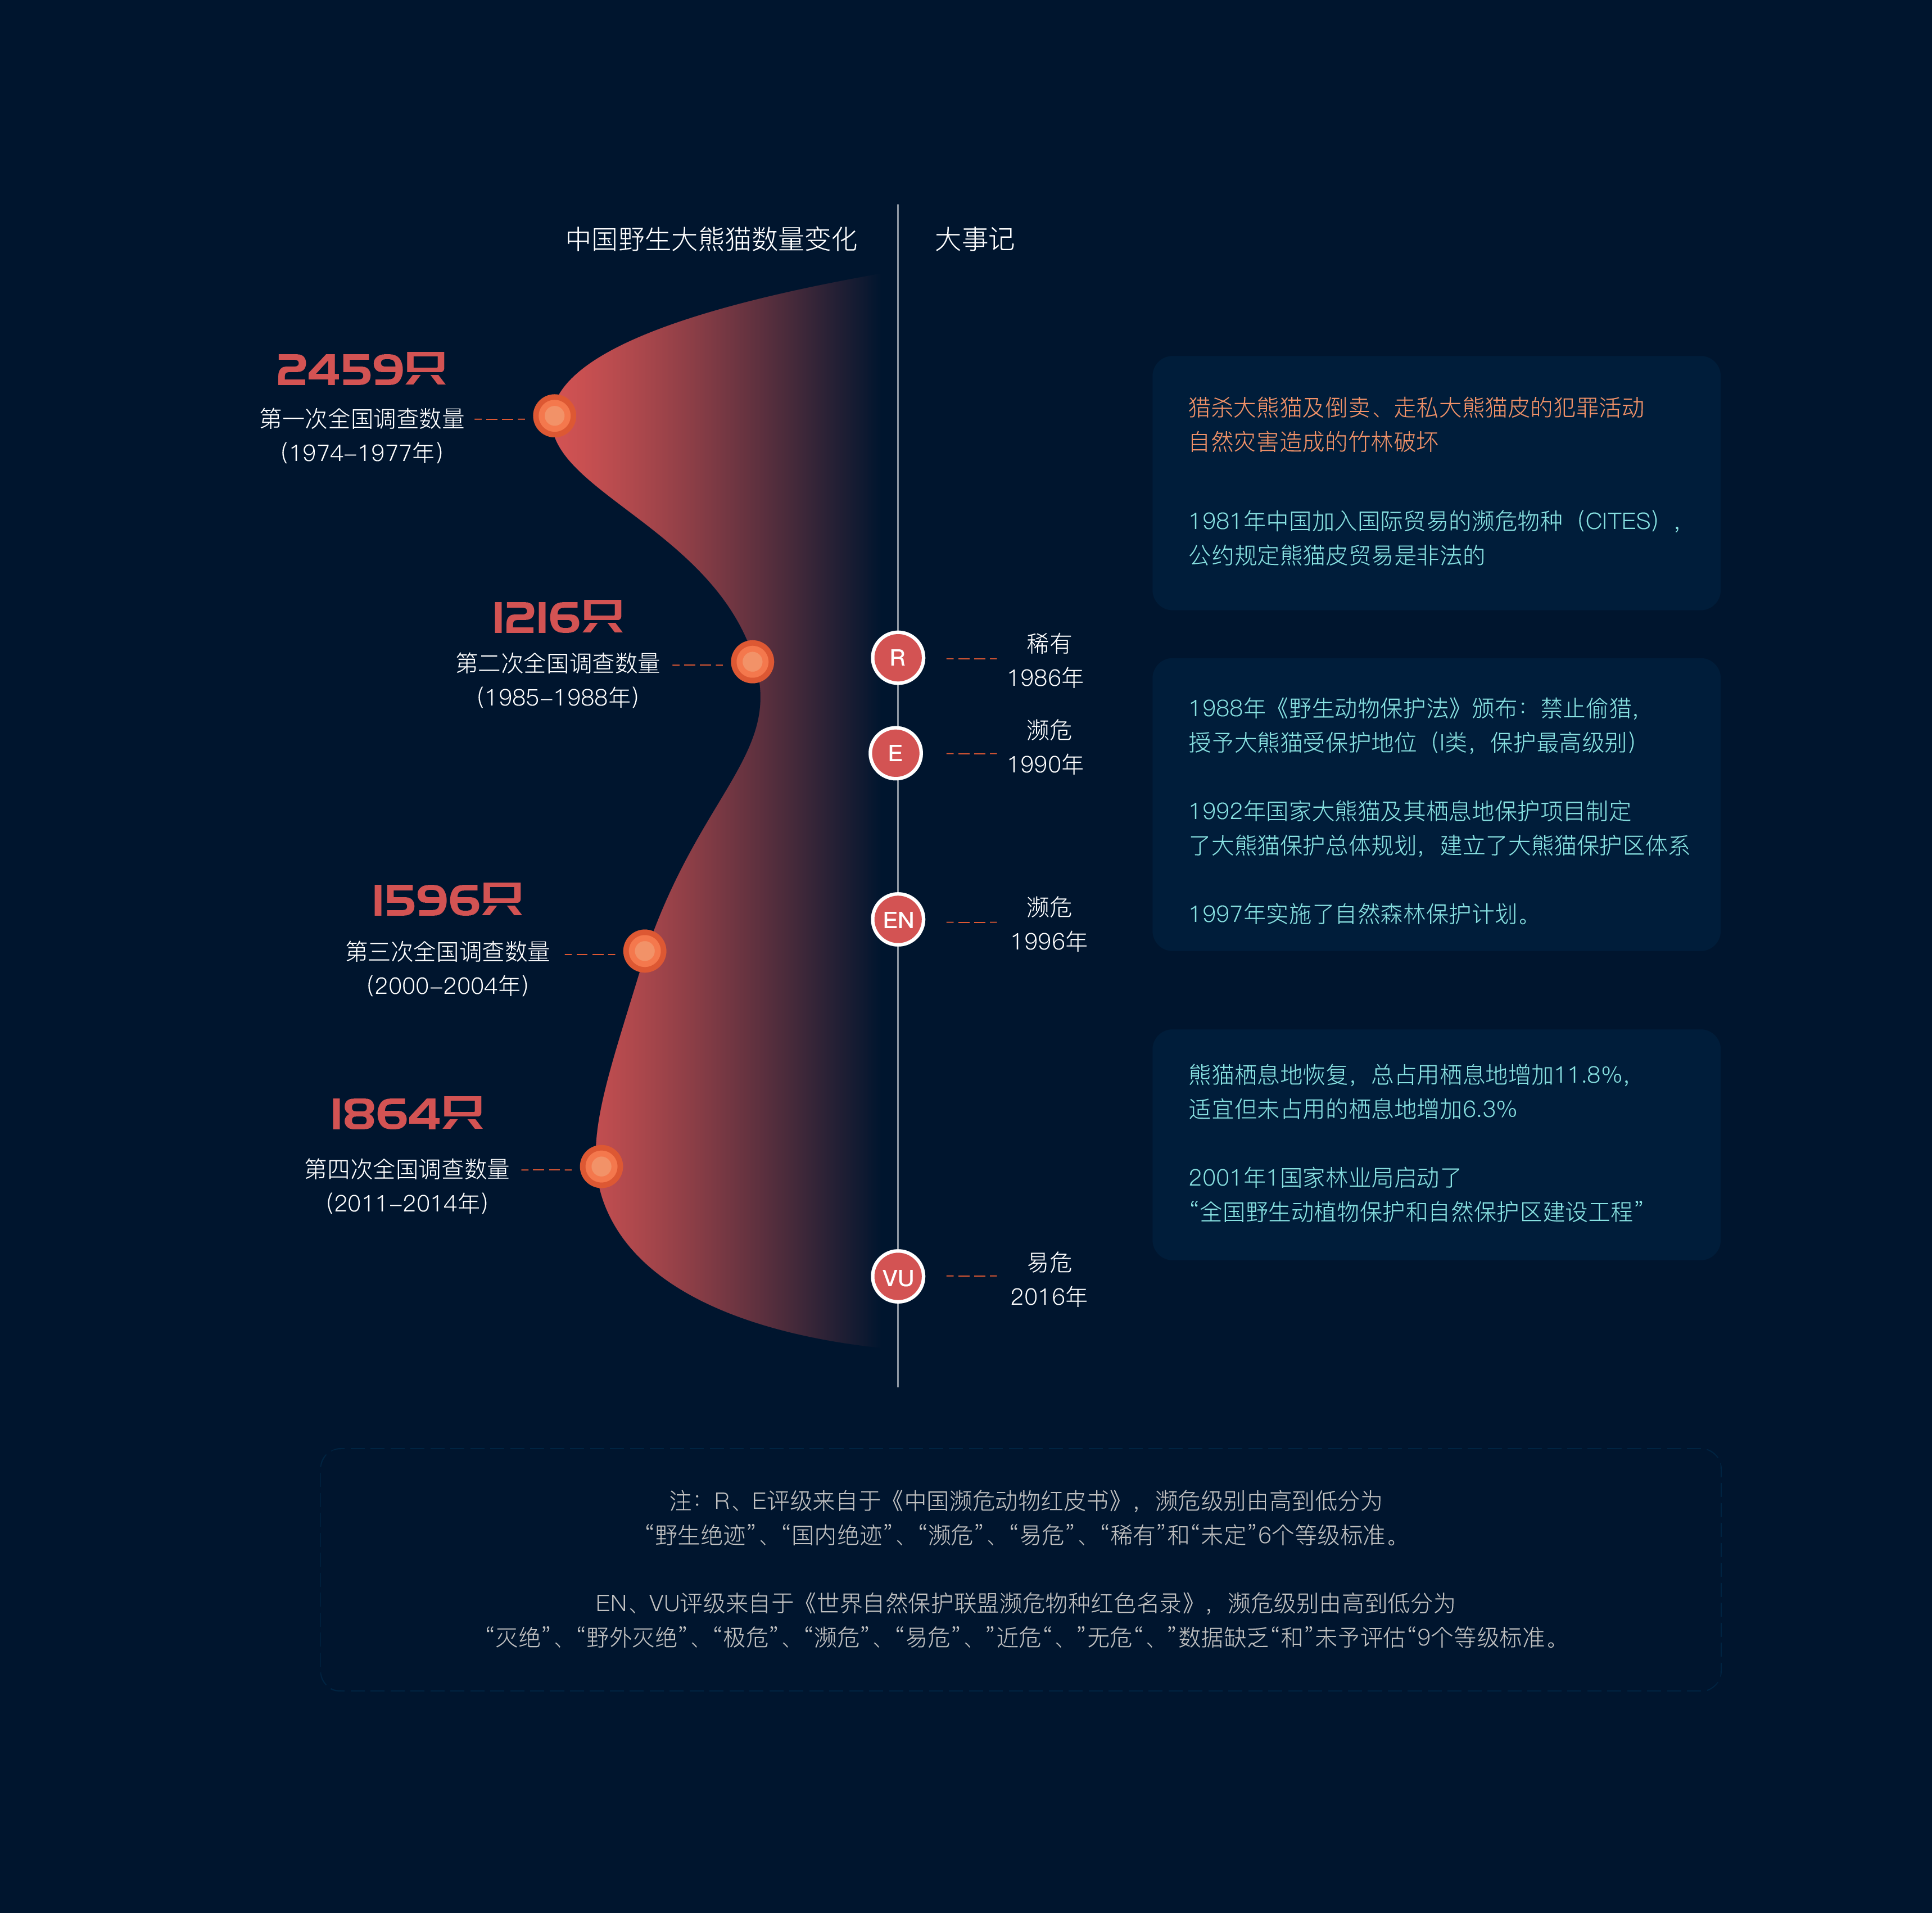 中国野生大熊猫数量变化
大事记
2459只
第一次全国调查数量
(1974–1977年)
1216只
第二次全国调查数量
(1985–1988年)
1596只
第三次全国调查数量
(2000–2004年)
1864只
第四次全国调查数量
(2011–2014年)
R
稀有
1986年
E
濒危
1990年
EN
濒危
1996年
VU
易危
2016年
猎杀大熊猫及倒卖、走私大熊猫皮的犯罪活动
自然灾害造成的竹林破坏
1981年中国加入国际贸易的濒危物种（CITES），
公约规定熊猫皮贸易是非法的
1988年《野生动物保护法》颁布：禁止偷猎，
授予大熊猫受保护地位（I类，保护最高级别）
1992年国家大熊猫及其栖息地保护项目制定
了大熊猫保护总体规划，建立了大熊猫保护区体系
1997年实施了自然森林保护计划。
熊猫栖息地恢复，总占用栖息地增加11.8%，
适宜但未占用的栖息地增加6.3%
2001年1国家林业局启动了
“全国野生动植物保护和自然保护区建设工程”
注：R、E评级来自于《中国濒危动物红皮书》，濒危级别由高到低分为
“野生绝迹”、“国内绝迹”、“濒危”、“易危”、“稀有”和“未定”6个等级标准。
EN、VU评级来自于《世界自然保护联盟濒危物种红色名录》，濒危级别由高到低分为
“灭绝”、“野外灭绝”、“极危”、“濒危”、“易危”、”近危“、”无危“、”数据缺乏“和”未予评估“9个等级标准。